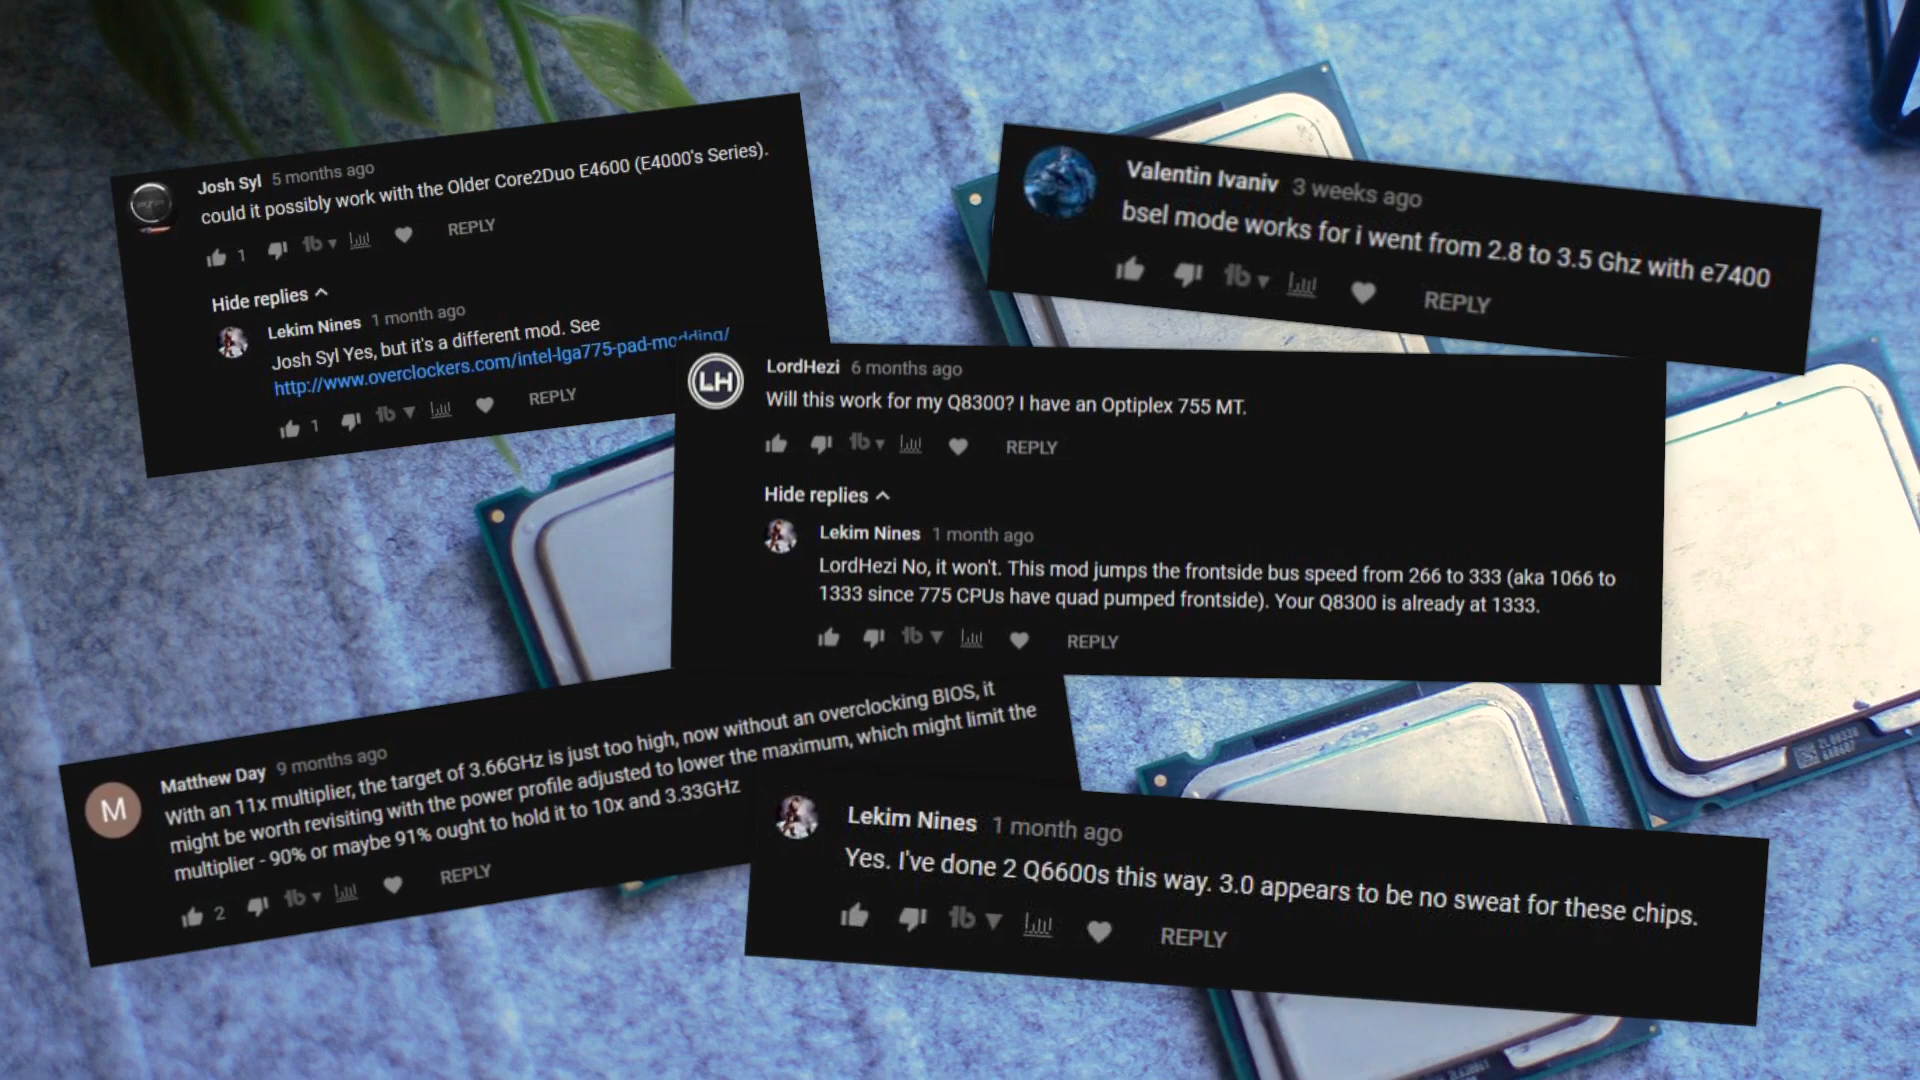 Josh Syl 5 months ago
could it possibly work with the Older Core2Duo E4600 (E4000's Series).
1 REPLY
Hide replies
Lekim Nines 1 month ago
Josh Syl Yes, but it's a different mod. See
http://www.overclockers.com/intel-lga775-pad-modding/
1 REPLY
Valentin Ivaniv 3 weeks ago
bsel mode works for i went from 2.8 to 3.5 Ghz with e7400
REPLY
LH
LordHezi 6 months ago
Will this work for my Q8300? I have an Optiplex 755 MT.
REPLY
Hide replies
Lekim Nines 1 month ago
LordHezi No, it won't. This mod jumps the frontside bus speed from 266 to 333 (aka 1066 to
1333 since 775 CPUs have quad pumped frontside). Your Q8300 is already at 1333.
REPLY
M
Matthew Day 9 months ago
With an 11x multiplier, the target of 3.66GHz is just too high, now without an overclocking BIOS, it
might be worth revisiting with the power profile adjusted to lower the maximum, which might limit the
multiplier - 90% or maybe 91% ought to hold it to 10x and 3.33GHz
2 REPLY
Lekim Nines 1 month ago
Yes. I've done 2 Q6600s this way. 3.0 appears to be no sweat for these chips.
REPLY